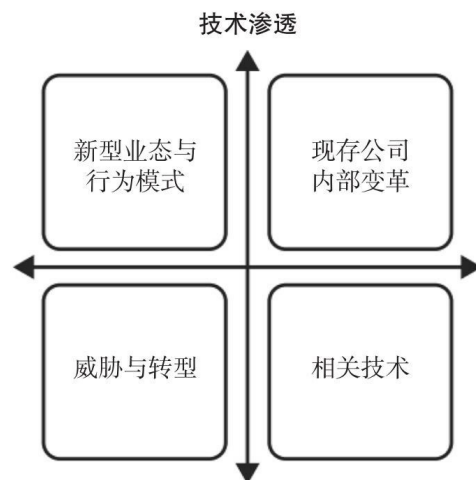 技术渗透
新型业态与
行为模式
现存公司
内部变革
威胁与转型
相关技术